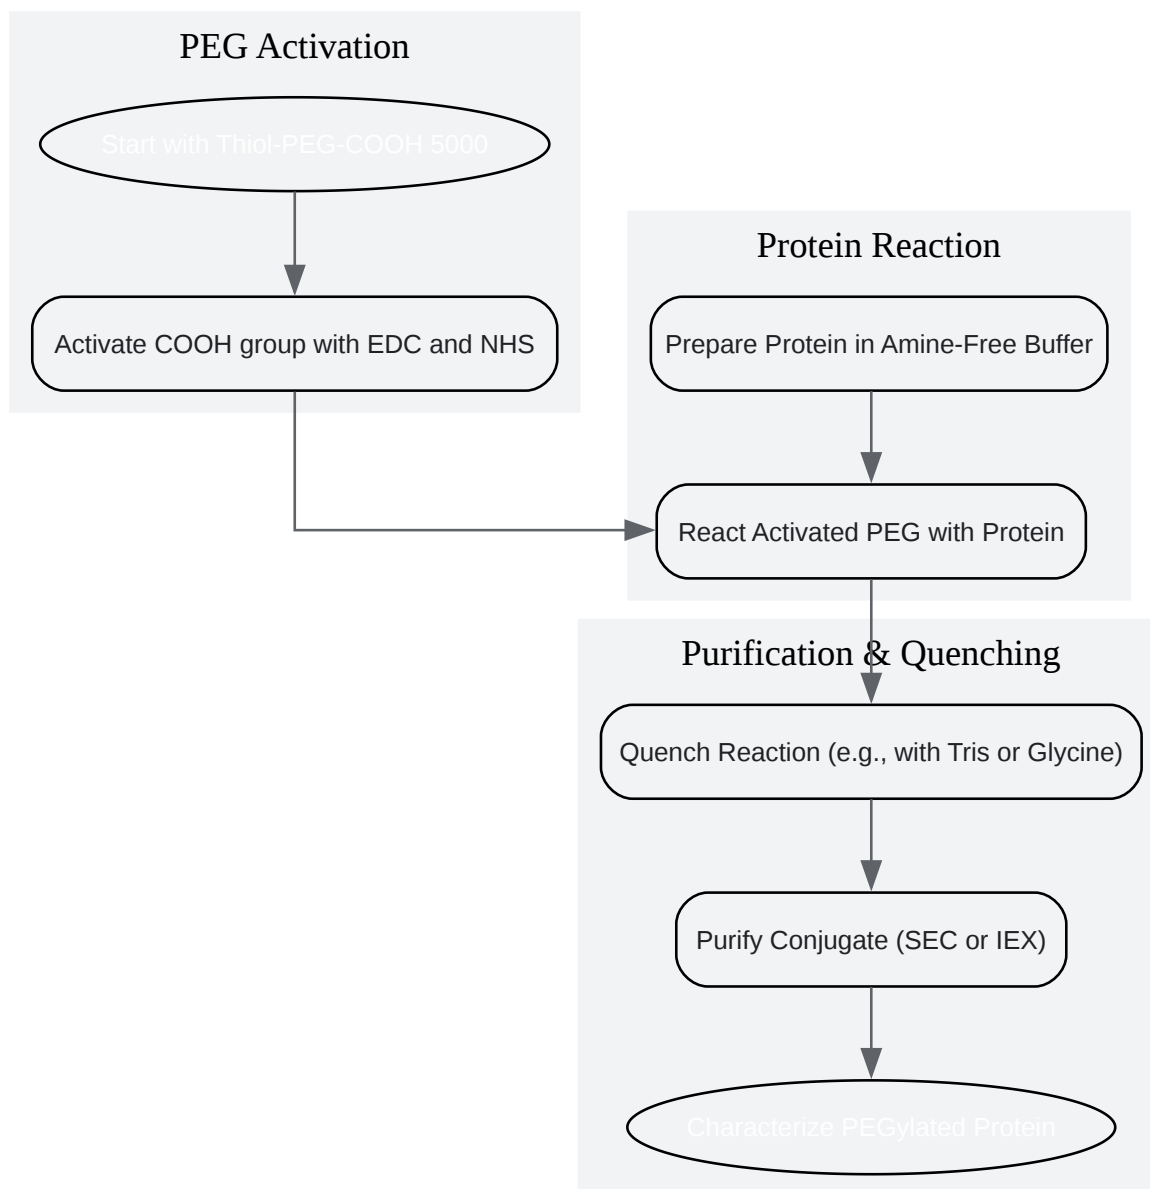 PEG Activation
Start with Thiol-PEG-COOH 5000
Activate COOH group with EDC and NHS
Protein Reaction
Prepare Protein in Amine-Free Buffer
React Activated PEG with Protein
Purification & Quenching
Quench Reaction (e.g., with Tris or Glycine)
Purify Conjugate (SEC or IEX)
Characterize PEGylated Protein